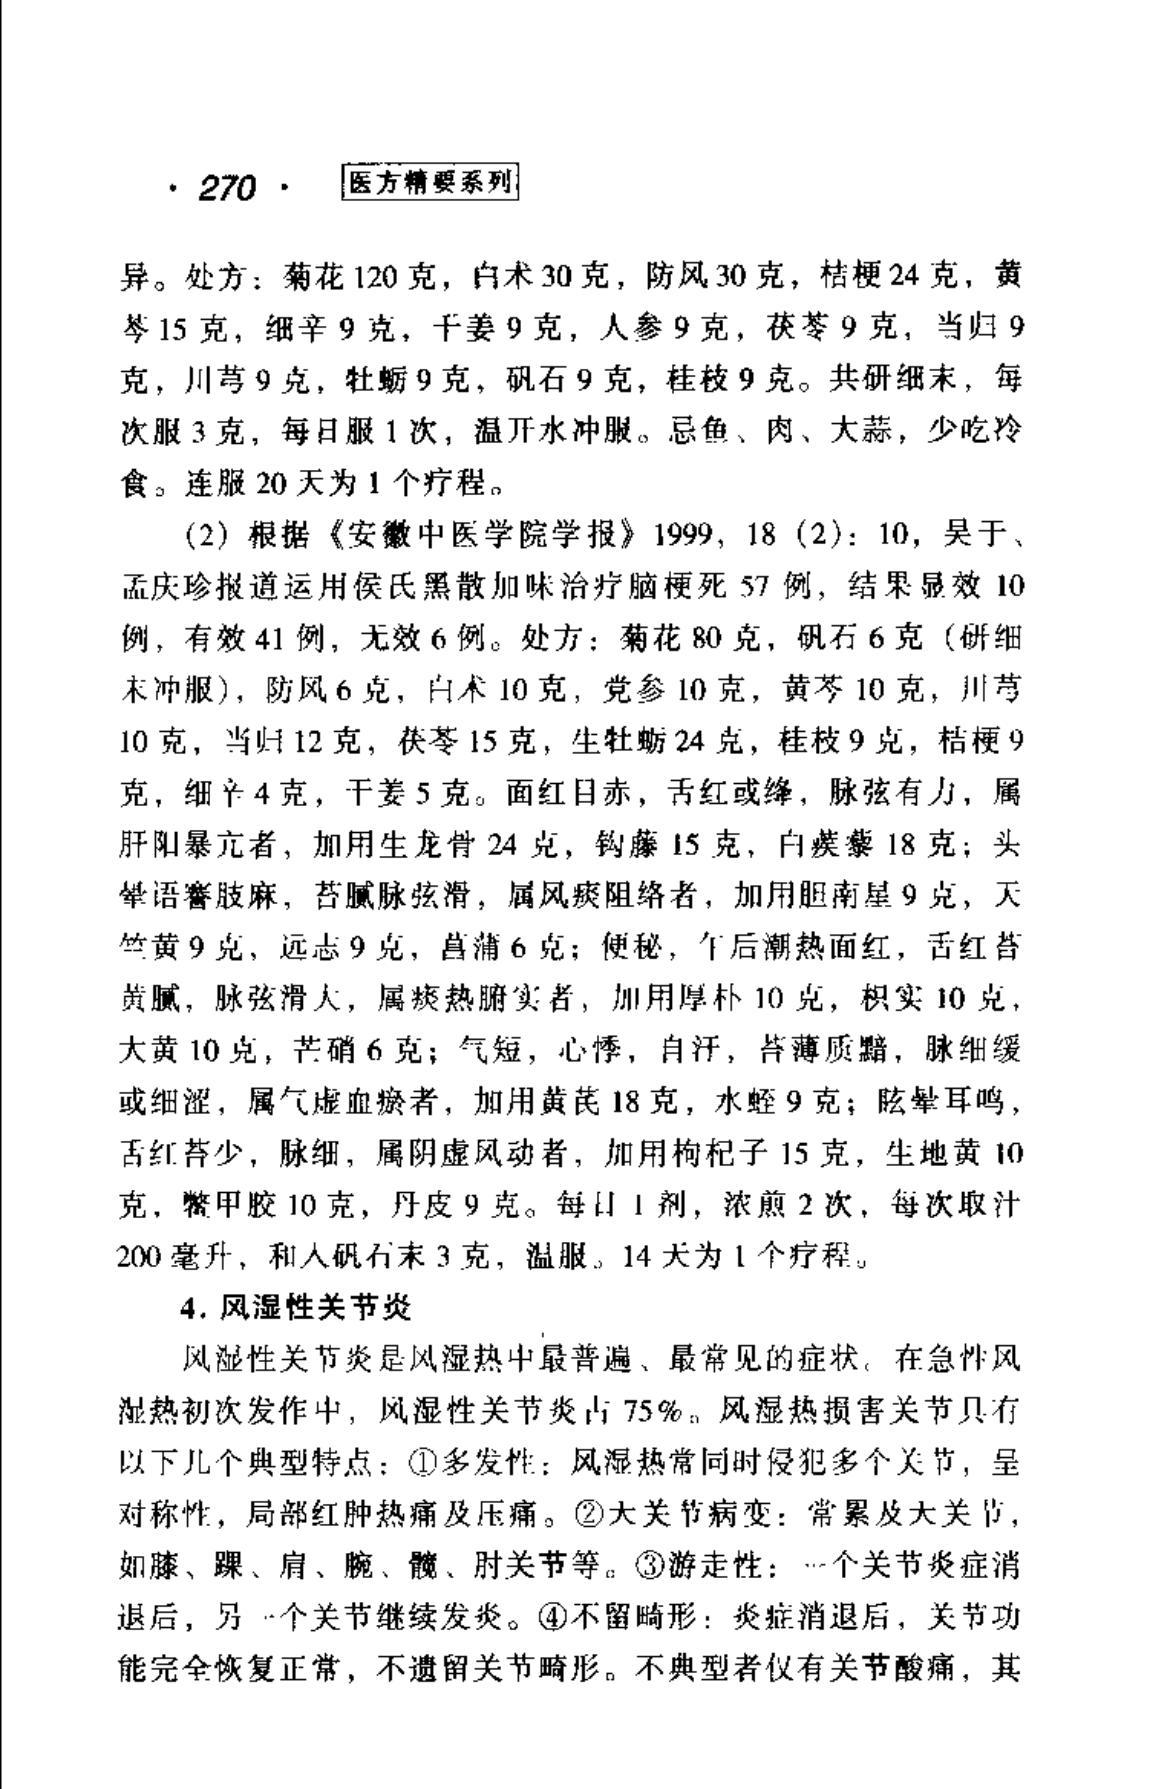 · 270 · 医方精要系列
异。处方：菊花 120 克，白术 30 克，防风 30 克，桔梗 24 克，黄
芩 15 克，细辛 9 克，干姜 9 克，人参 9 克，茯苓 9 克，当归 9
克，川芎 9 克，牡蛎 9 克，矾石 9 克，桂枝 9 克。共研细末，每
次服 3 克，每日服 1 次，温开水冲服。忌鱼、肉、大蒜，少吃冷
食。连服 20 天为 1 个疗程。
(2) 根据《安徽中医学院学报》1999，18（2）：10，吴于、
孟庆珍报道运用侯氏黑散加味治疗脑梗死 57 例，结果显效 10
例，有效 41 例，无效 6 例。处方：菊花 80 克，矾石 6 克（研细
末冲服），防风 6 克，白术 10 克，党参 10 克，黄芩 10 克，川芎
10 克，当归 12 克，茯苓 15 克，生牡蛎 24 克，桂枝 9 克，桔梗 9
克，细辛 4 克，干姜 5 克。面红目赤，舌红或绛，脉弦有力，属
肝阳暴亢者，加用生龙骨 24 克，钩藤 15 克，白蒺藜 18 克；头
晕语謇肢麻，苔腻脉弦滑，属风痰阻络者，加用胆南星 9 克，天
竺黄 9 克，远志 9 克，菖蒲 6 克；便秘，午后潮热面红，舌红苔
黄腻，脉弦滑大，属痰热腑实者，加用厚朴 10 克，枳实 10 克，
大黄 10 克，芒硝 6 克；气短，心悸，自汗，苔薄质黯，脉细缓
或细涩，属气虚血瘀者，加用黄芪 18 克，水蛭 9 克；眩晕耳鸣，
舌红苔少，脉细，属阴虚风动者，加用枸杞子 15 克，生地黄 10
克，鳖甲胶 10 克，丹皮 9 克。每日 1 剂，浓煎 2 次，每次取汁
200 毫升，和入矾石末 3 克，温服。14 天为 1 个疗程。
4. 风湿性关节炎
风湿性关节炎是风湿热中最普遍、最常见的症状。在急性风
湿热初次发作中，风湿性关节炎占 75%。风湿热损害关节具有
以下几个典型特点：①多发性：风湿热常同时侵犯多个关节，呈
对称性，局部红肿热痛及压痛。②大关节病变：常累及大关节，
如膝、踝、肩、腕、髋、肘关节等。③游走性：一个关节炎症消
退后，另一个关节继续发炎。④不留畸形：炎症消退后，关节功
能完全恢复正常，不遗留关节畸形。不典型者仅有关节酸痛，其